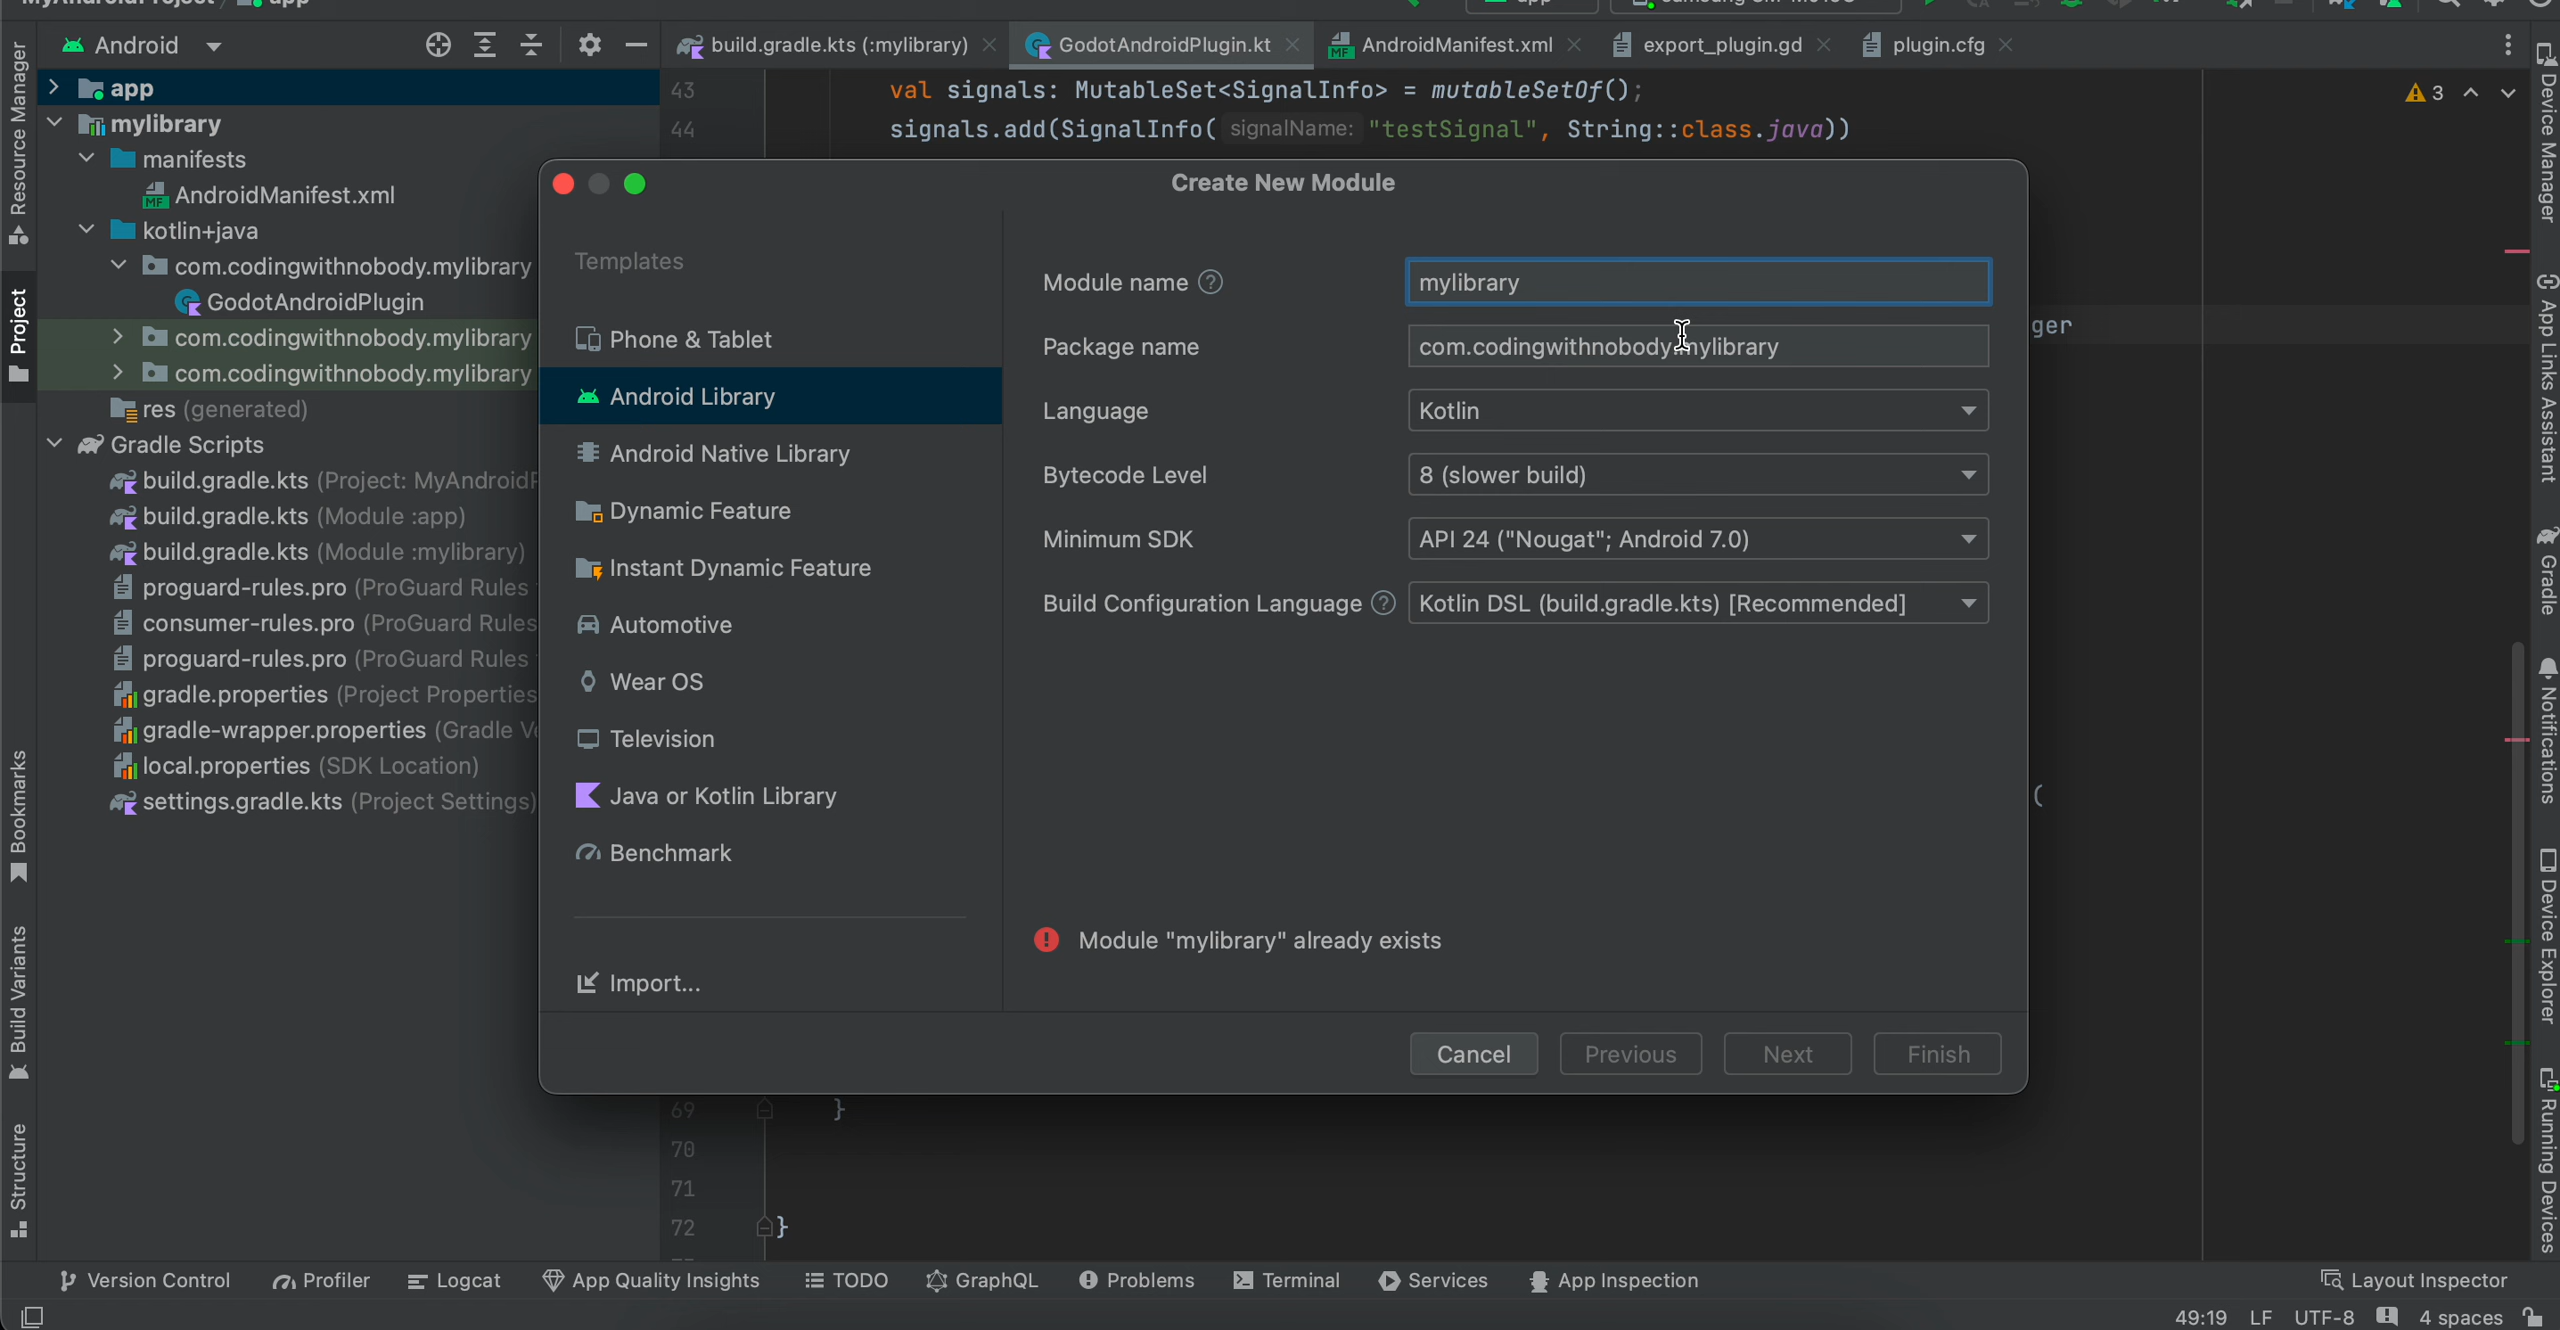 Android
build.gradle.kts (:mylibrary)
GodotAndroidPlugin.kt
AndroidManifest.xml
export_plugin.gd
plugin.cfg
Resource Manager
Project
Bookmarks
Build Variants
Structure
app
mylibrary
manifests
AndroidManifest.xml
kotlin+java
com.codingwithnobody.mylibrary
GodotAndroidPlugin
com.codingwithnobody.mylibrary
com.codingwithnobody.mylibrary
res (generated)
Gradle Scripts
build.gradle.kts (Project: MyAndroid
build.gradle.kts (Module :app)
build.gradle.kts (Module :mylibrary)
proguard-rules.pro (ProGuard Rules
consumer-rules.pro (ProGuard Rules
proguard-rules.pro (ProGuard Rules
gradle.properties (Project Properties
gradle-wrapper.properties (Gradle
local.properties (SDK Location)
settings.gradle.kts (Project Settings)
43 val signals: MutableSet<SignalInfo> = mutableSetOf();
44 signals.add(SignalInfo( signalName: "testSignal", String::class.java))
3
ger
(
Create New Module
Templates
Phone & Tablet
Android Library
Android Native Library
Dynamic Feature
Instant Dynamic Feature
Automotive
Wear OS
Television
Java or Kotlin Library
Benchmark
Import...
Module name ? mylibrary
Package name com.codingwithnobody.mylibrary
Language Kotlin
Bytecode Level 8 (slower build)
Minimum SDK API 24 ("Nougat"; Android 7.0)
Build Configuration Language ? Kotlin DSL (build.gradle.kts) [Recommended]
Module "mylibrary" already exists
Cancel Previous Next Finish
69 }
70
71
72 }
Device Manager
App Links Assistant
Gradle
Notifications
Device Explorer
Running Devices
Version Control Profiler Logcat App Quality Insights TODO GraphQL Problems Terminal Services App Inspection Layout Inspector
49:19 LF UTF-8 4 spaces